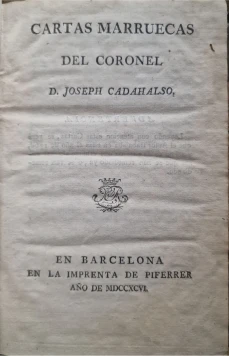 CARTAS MARRUECAS
DEL CORONEL
D. JOSEPH CADAHALSO,
EN BARCELONA
EN LA IMPRENTA DE PIFERRER
AÑO DE MDCCXCVI.